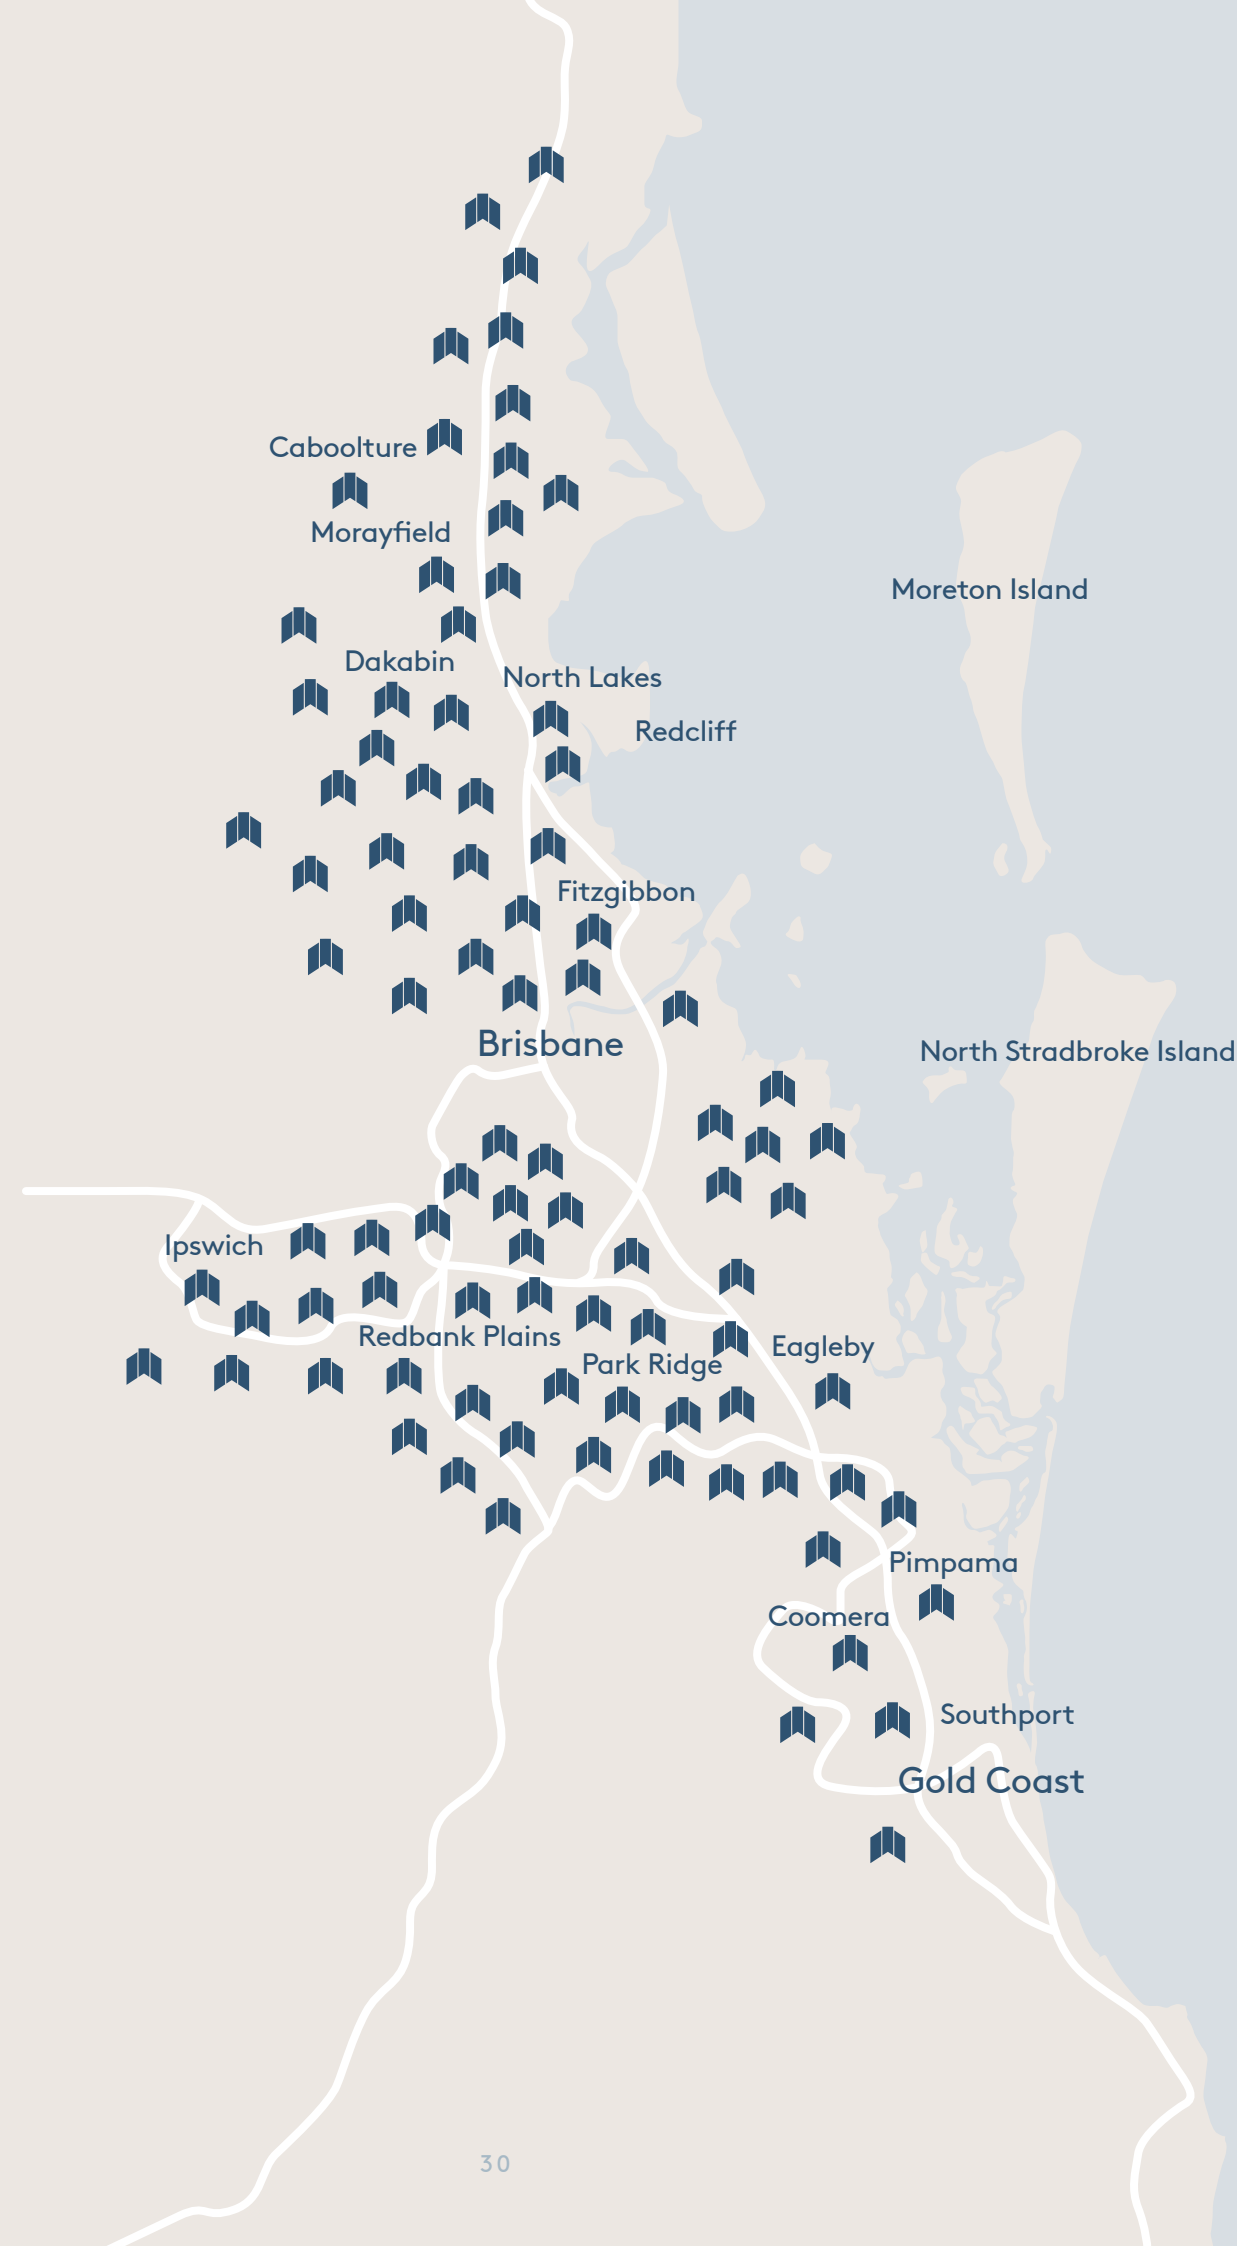 Caboolture
Morayfield
Moreton Island
Dakabin
North Lakes
Redcliff
Fitzgibbon
Brisbane
North Stradbroke Island
Ipswich
Redbank Plains
Eagleby
Park Ridge
Pimpama
Coomera
Southport
Gold Coast
30